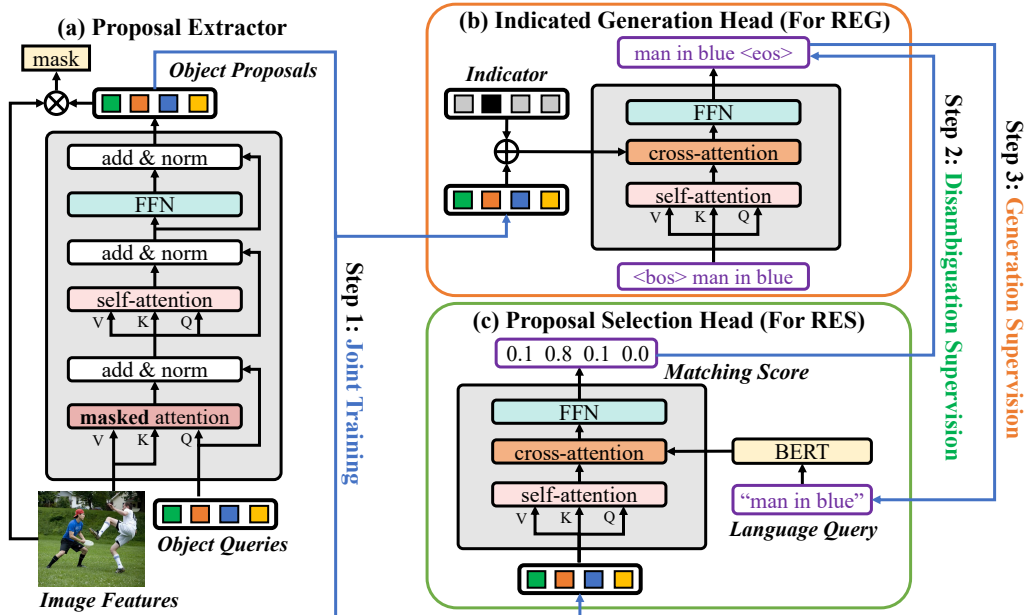 (a) Proposal Extractor
mask
Object Proposals
add & norm
FFN
add & norm
self-attention
V K Q
add & norm
masked attention
V K Q
Image Features
Object Queries
Step 1: Joint Training
(b) Indicated Generation Head (For REG)
man in blue <eos>
Indicator
FFN
cross-attention
self-attention
V K Q
<bos> man in blue
(c) Proposal Selection Head (For RES)
0.1 0.8 0.1 0.0
Matching Score
FFN
cross-attention
BERT
self-attention
V K Q
“man in blue”
Language Query
Step 2: Disambiguation Supervision
Step 3: Generation Supervision